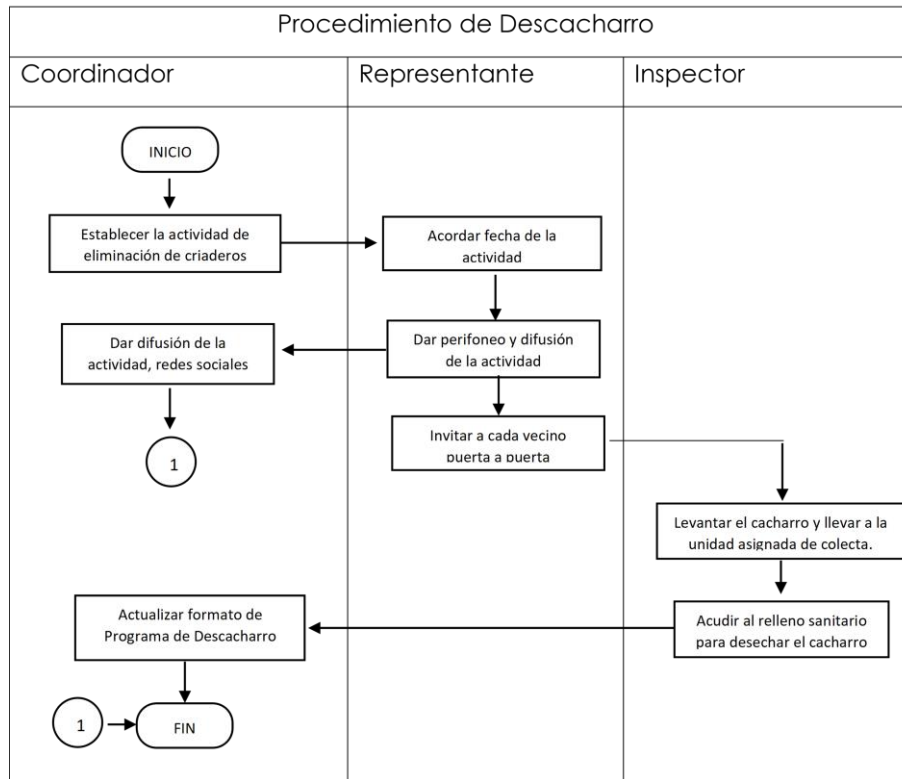 Procedimiento de Descacharro
Coordinador
Representante
Inspector
INICIO
Establecer la actividad de
eliminación de criaderos
Acordar fecha de la
actividad
Dar difusión de la
actividad, redes sociales
Dar perifoneo y difusión
de la actividad
1
Invitar a cada vecino
puerta a puerta
Levantar el cacharro y llevar a la
unidad asignada de colecta.
Actualizar formato de
Programa de Descacharro
Acudir al relleno sanitario
para desechar el cacharro
1
FIN